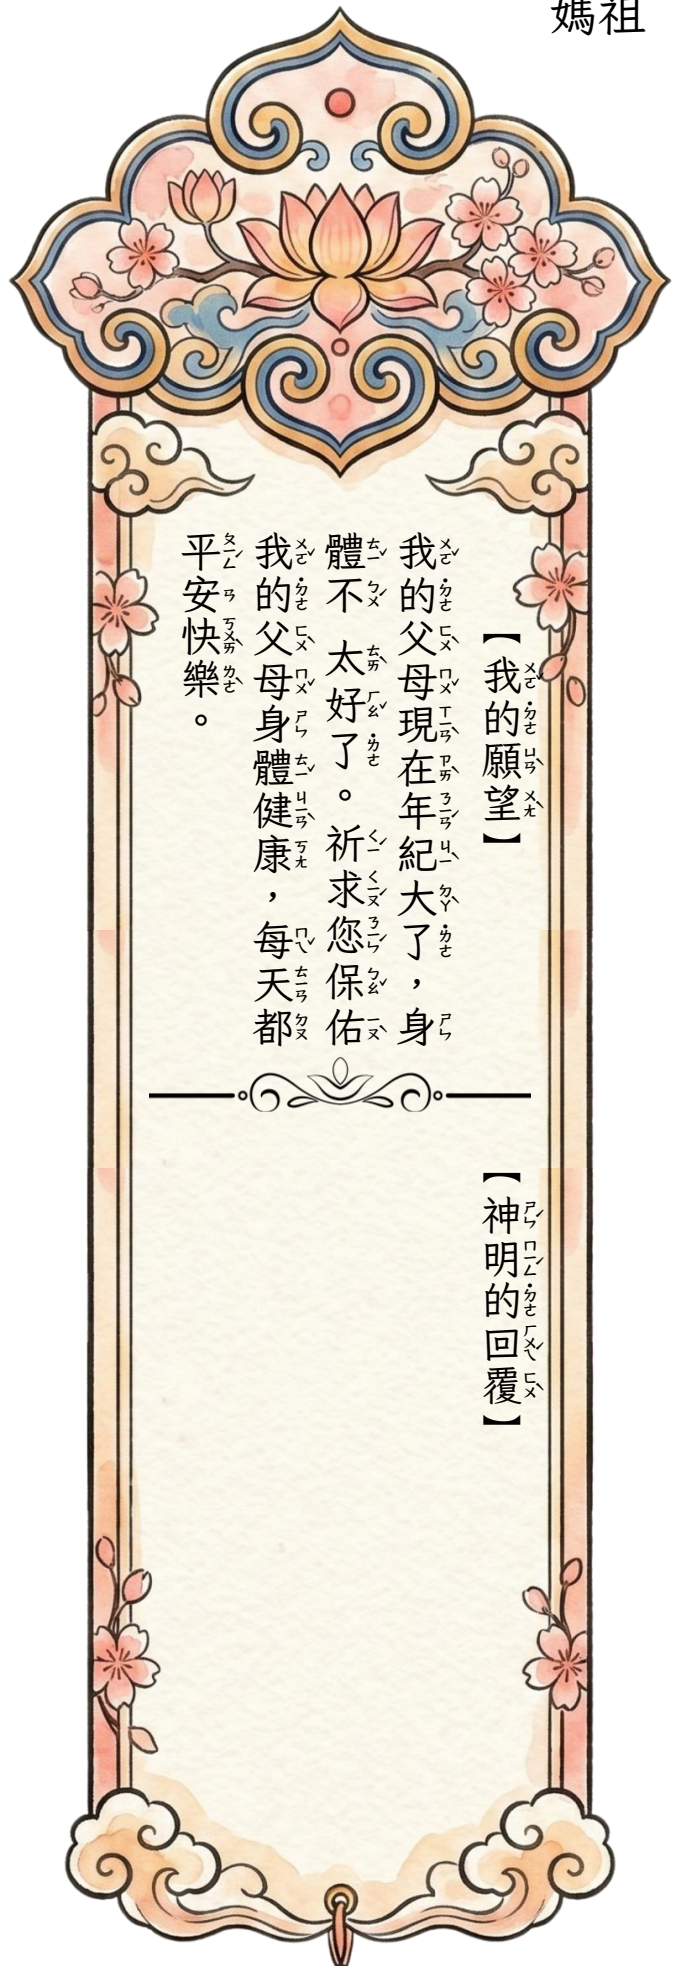 媽祖
【我的願望】
我的父母現在年紀大了，身
體不 太好了。祈求您保佑
我的父母身體健康，每天都
平安快樂。
【神明的回覆】